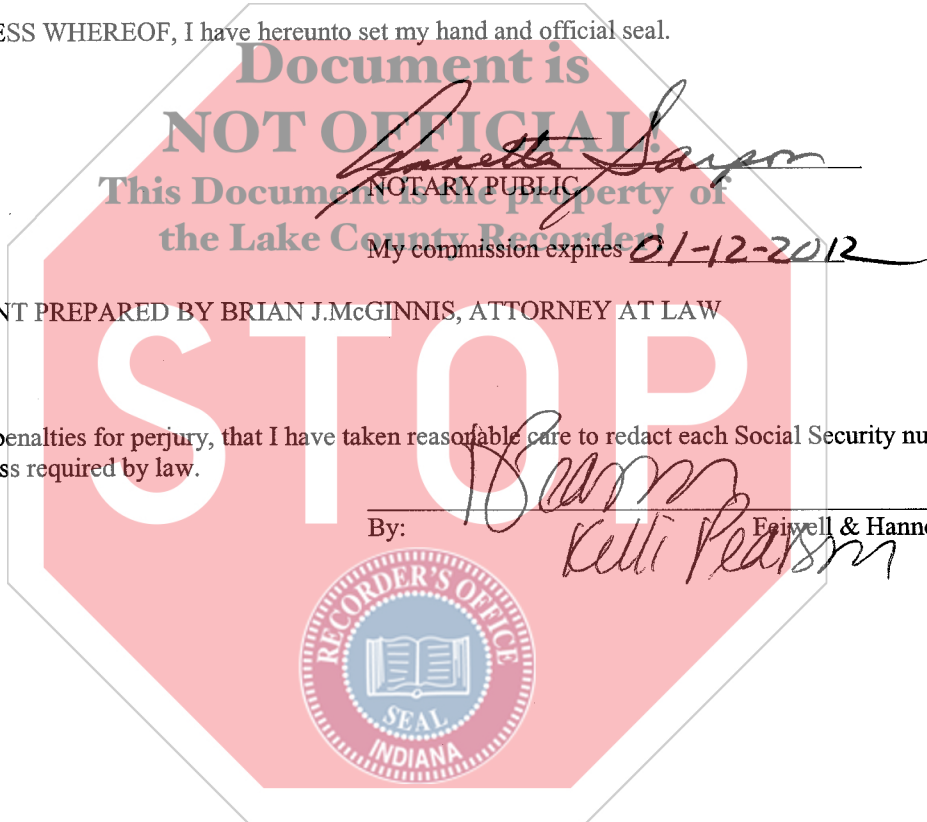 ESS WHEREOF, I have hereunto set my hand and official seal.
Document is
NOT OFFICIAL!
Annetta Sarpon
NOTARY PUBLIC
This Document is the property of
the Lake County Recorder!
My commission expires 01-12-2012
NT PREPARED BY BRIAN J.McGINNIS, ATTORNEY AT LAW
STOP
penalties for perjury, that I have taken reasonable care to redact each Social Security nu
ss required by law.
By:
Feiwell & Hanno
Kelli Pearson
RECORDER'S OFFICE
SEAL
INDIANA